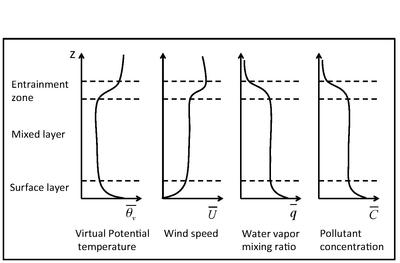 Z
Entrainment
zone
Mixed layer
Surface layer
θ̅ᵥ
U̅
q̅
C̅
Virtual Potential
temperature
Wind speed
Water vapor
mixing ratio
Pollutant
concentration